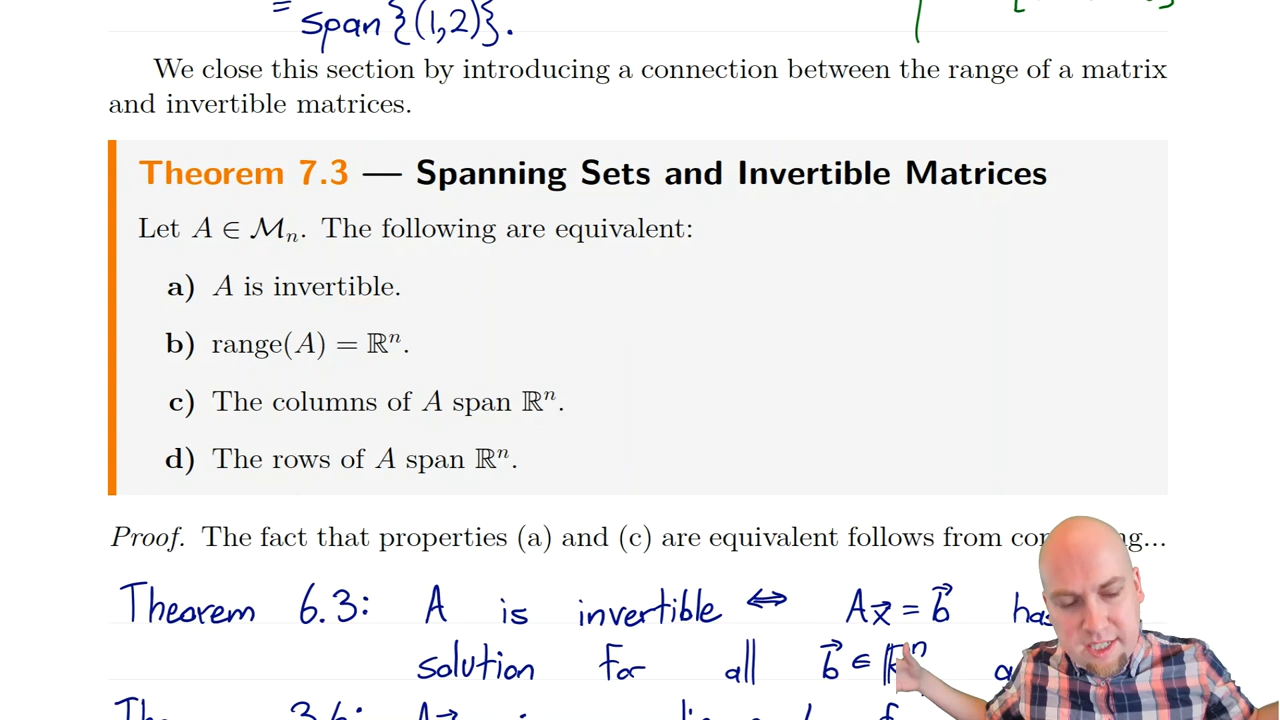 = span {(1,2)}.
We close this section by introducing a connection between the range of a matrix
and invertible matrices.
Theorem 7.3 — Spanning Sets and Invertible Matrices
Let A ∈ Mₙ. The following are equivalent:
a) A is invertible.
b) range(A) = ℝⁿ.
c) The columns of A span ℝⁿ.
d) The rows of A span ℝⁿ.
Proof. The fact that properties (a) and (c) are equivalent follows from
Theorem 6.3: A is invertible ⇔ Ax⃗ = b⃗
solution for all b⃗ ∈ ℝⁿ
3.6: